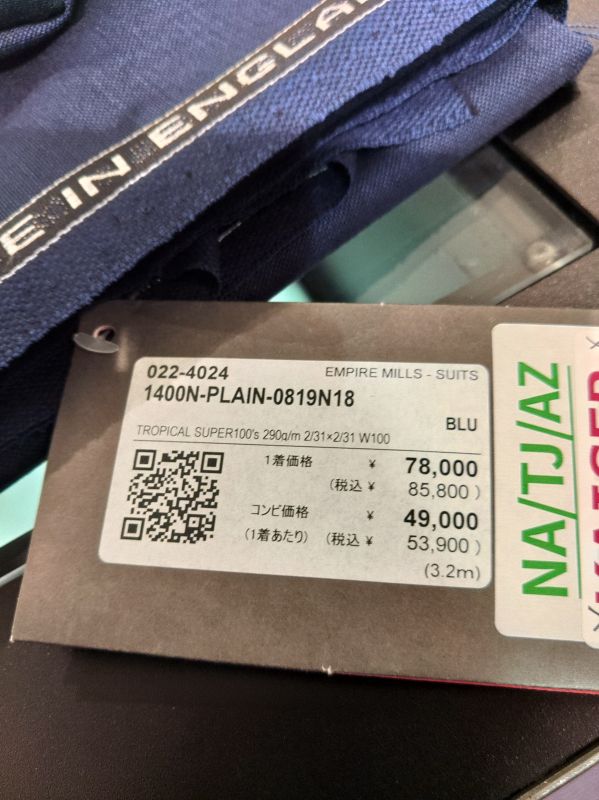 E IN ENGLA
022-4024
EMPIRE MILLS - SUITS
1400N-PLAIN-0819N18
BLU
TROPICAL SUPER100's 290g/m 2/31×2/31 W100
1着価格 ¥ 78,000
(税込 ¥ 85,800 )
コンビ価格 ¥ 49,000
(1着あたり) (税込 ¥ 53,900 )
(3.2m)
NA/TJ/AZ